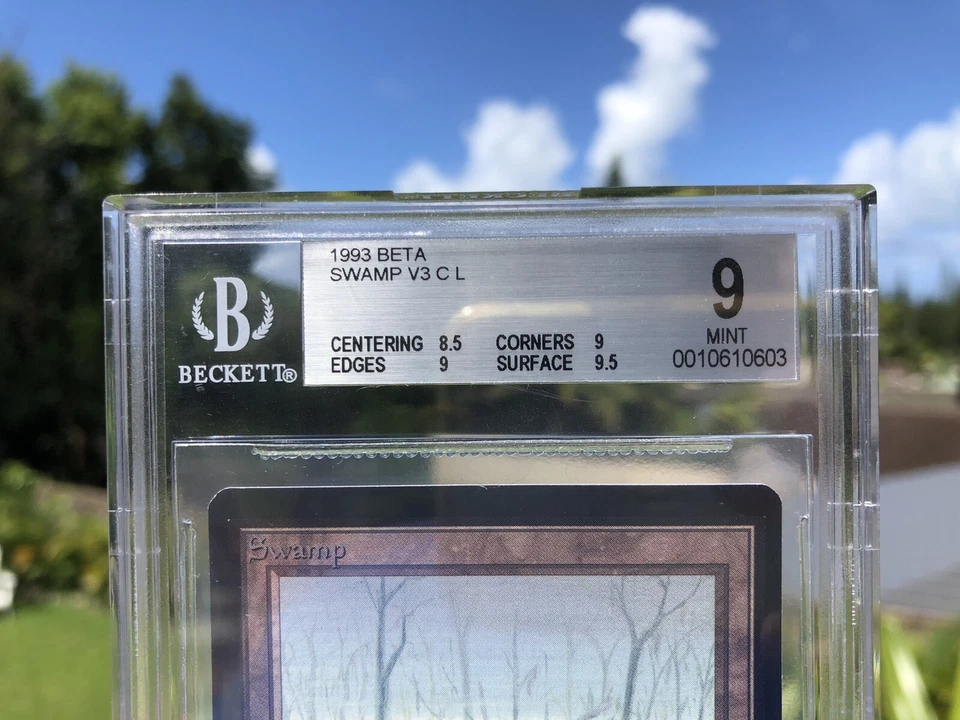 1993 BETA
SWAMP V3 C L
9
CENTERING 8.5 CORNERS 9
MINT
EDGES 9 SURFACE 9.5
0010610603
B
BECKETT®
Swamp